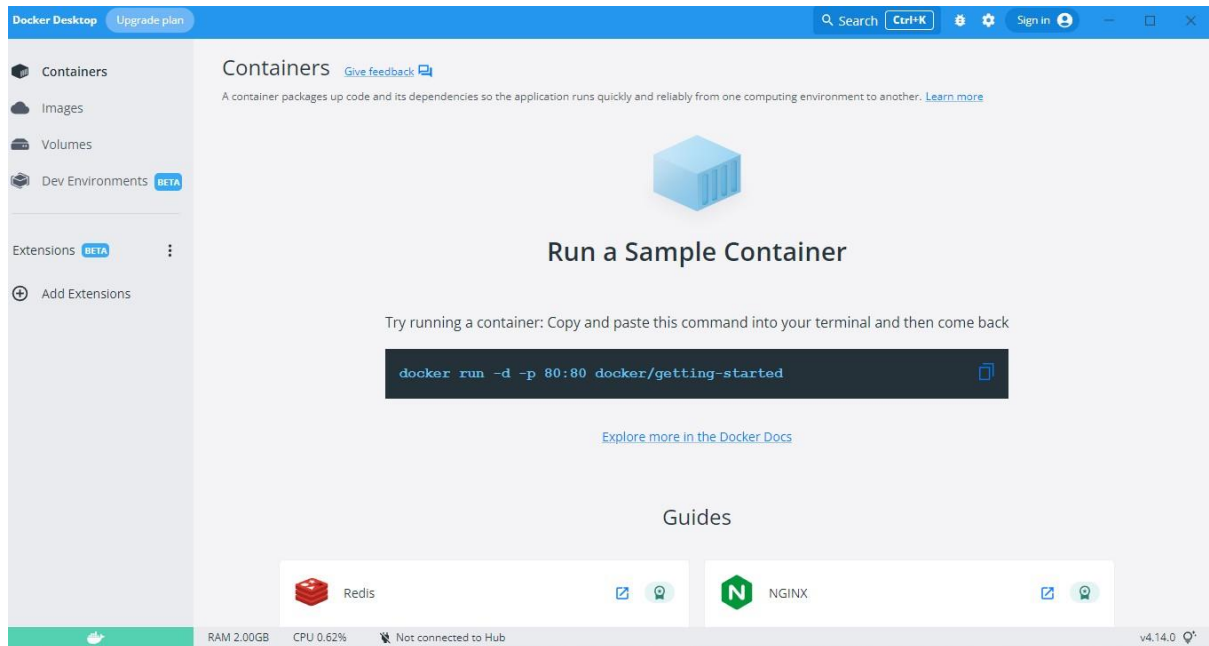 Docker Desktop Upgrade plan Search Ctrl+K Sign in
Containers
Images
Volumes
Dev Environments BETA
Extensions BETA
Add Extensions
Containers Give feedback
A container packages up code and its dependencies so the application runs quickly and reliably from one computing environment to another. Learn more
Run a Sample Container
Try running a container: Copy and paste this command into your terminal and then come back
docker run -d -p 80:80 docker/getting-started
Explore more in the Docker Docs
Guides
Redis
N NGINX
RAM 2.00GB CPU 0.62% Not connected to Hub v4.14.0